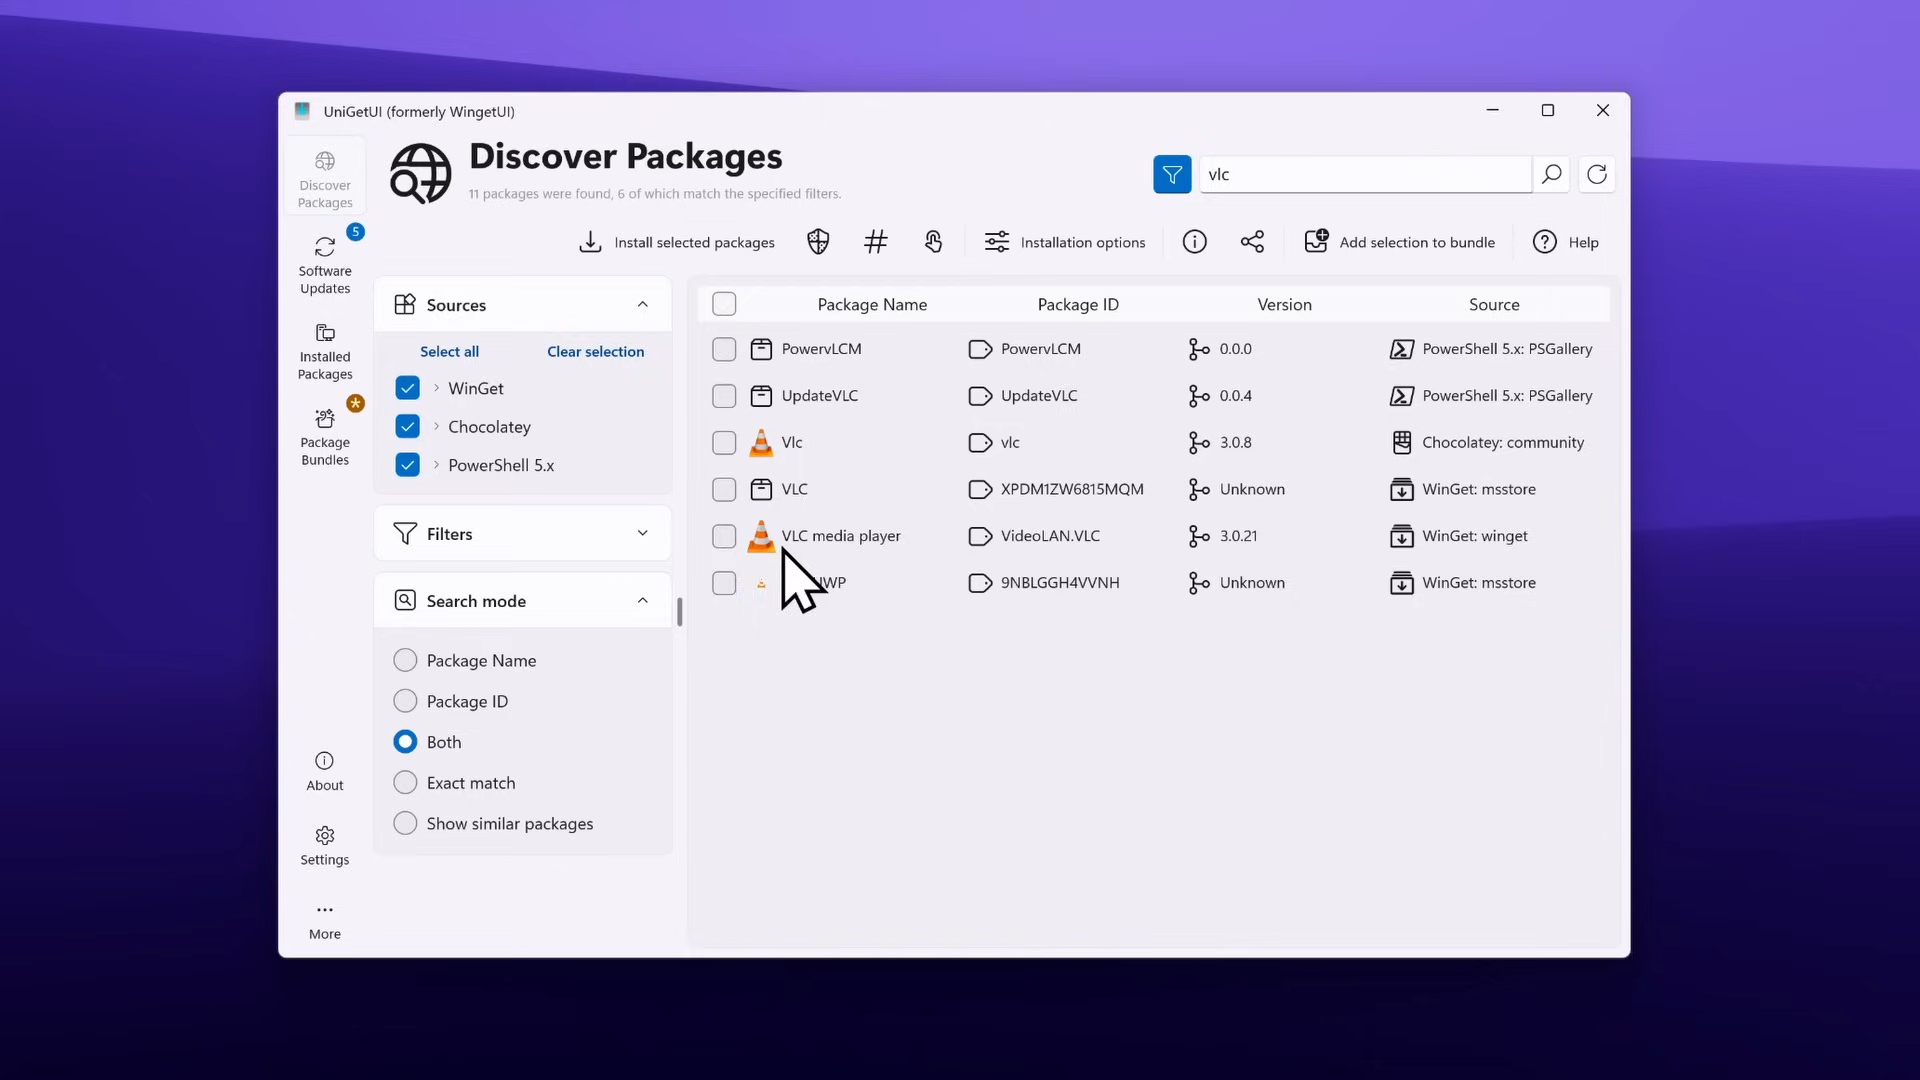 UniGetUI (formerly WingetUI)
Discover
Packages
5
Software
Updates
Installed
Packages
Package
Bundles
About
Settings
More
Discover Packages
11 packages were found, 6 of which match the specified filters.
vlc
Install selected packages
Installation options
Add selection to bundle
Help
Sources
Select all Clear selection
WinGet
Chocolatey
PowerShell 5.x
Filters
Search mode
Package Name
Package ID
Both
Exact match
Show similar packages
Package Name Package ID Version Source
PowervLCM PowervLCM 0.0.0 PowerShell 5.x: PSGallery
UpdateVLC UpdateVLC 0.0.4 PowerShell 5.x: PSGallery
Vlc vlc 3.0.8 Chocolatey: community
VLC XPDM1ZW6815MQM Unknown WinGet: msstore
VLC media player VideoLAN.VLC 3.0.21 WinGet: winget
9NBLGGH4VVNH Unknown WinGet: msstore